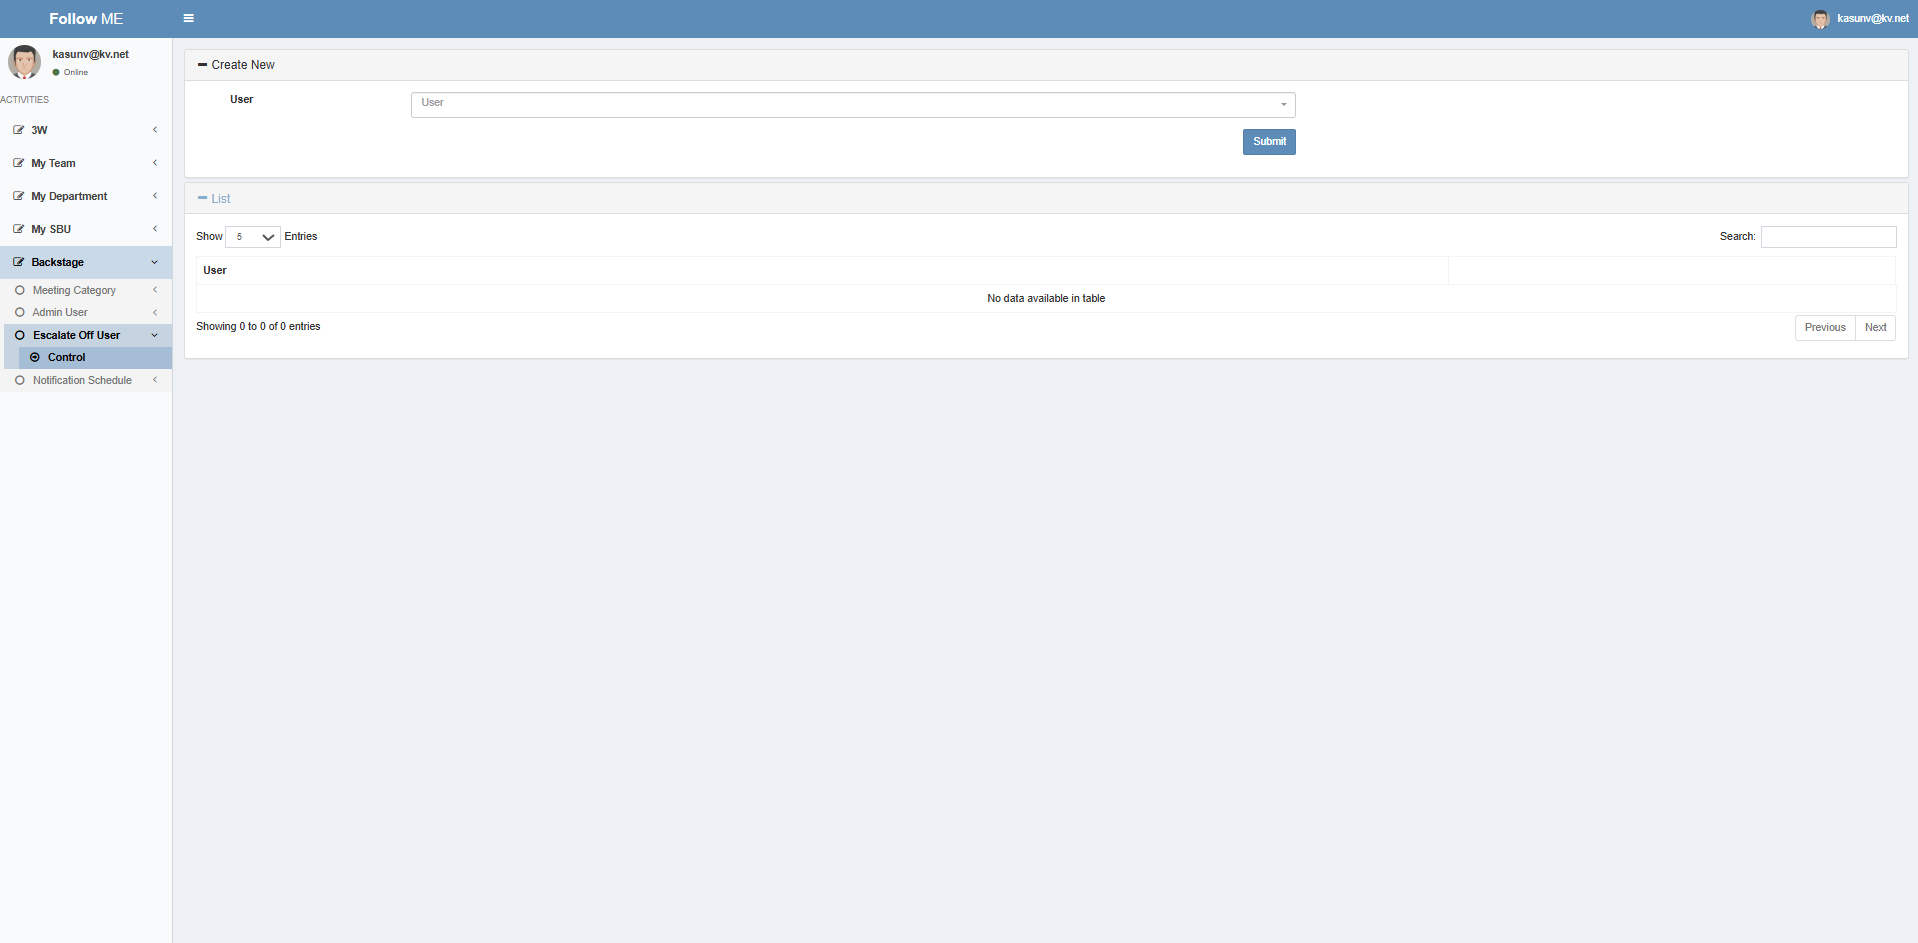 Follow ME
kasunv@kv.net
kasunv@kv.net
Online
ACTIVITIES
3W
My Team
My Department
My SBU
Backstage
Meeting Category
Admin User
Escalate Off User
Control
Notification Schedule
Create New
User
User
Submit
List
Show 5 Entries
Search:
User
No data available in table
Showing 0 to 0 of 0 entries
Previous Next